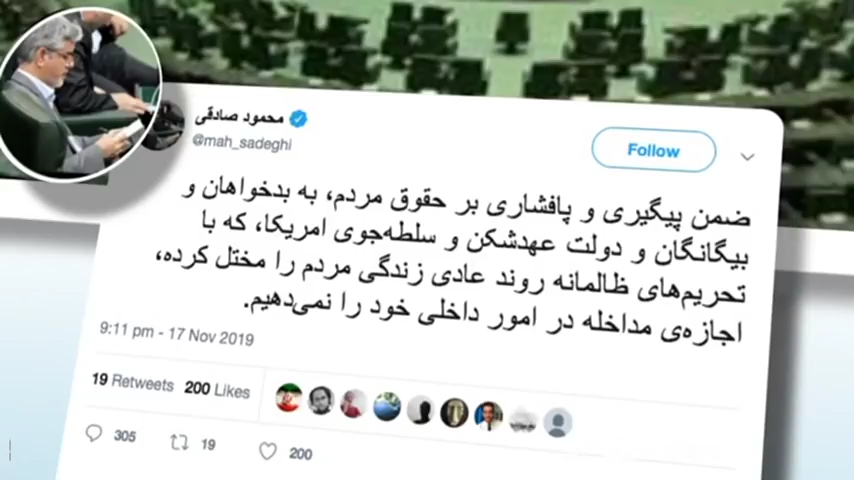 محمود صادقی
@mah_sadeghi
Follow
ضمن پیگیری و پافشاری بر حقوق مردم، به بدخواهان و
بیگانگان و دولت عهدشکن و سلطه‌جوی امریکا، که با
تحریم‌های ظالمانه روند عادی زندگی مردم را مختل کرده،
اجازه‌ی مداخله در امور داخلی خود را نمی‌دهیم.
9:11 pm - 17 Nov 2019
19 Retweets 200 Likes
305 19 200